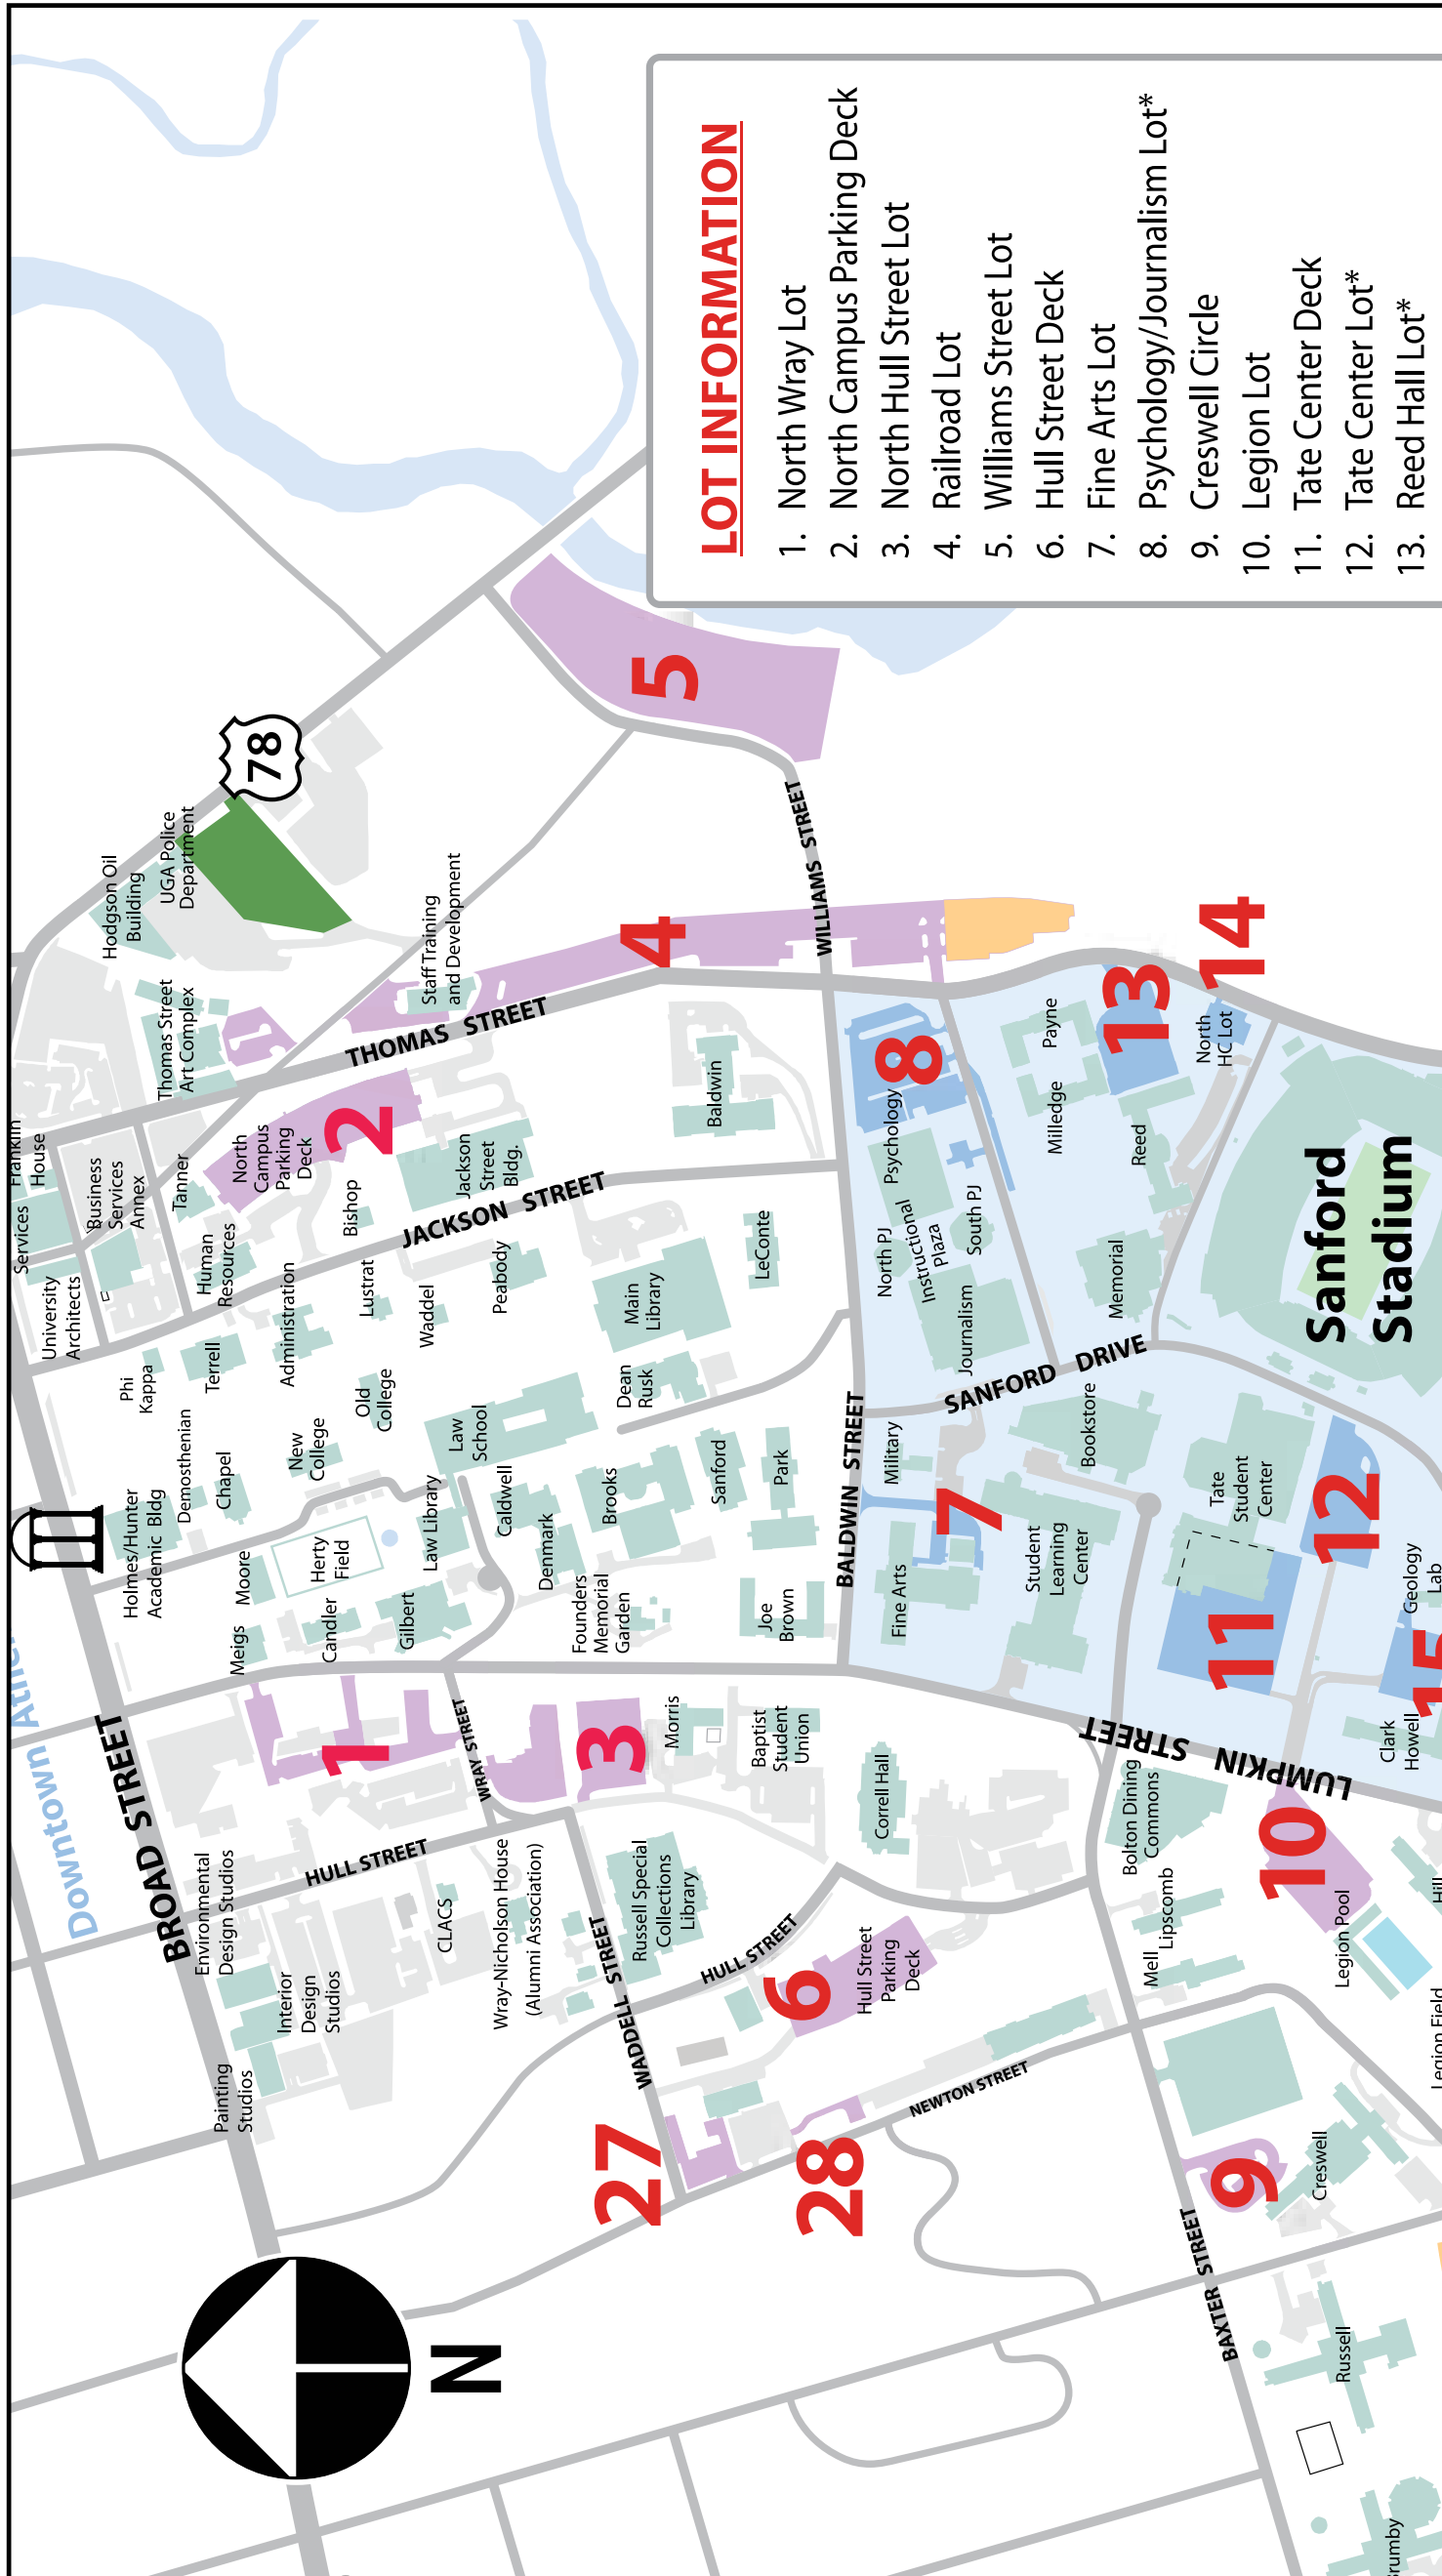 Downtown
BROAD STREET
Painting
Studios
Environmental
Design Studios
Interior
Design
Studios
HULL STREET
CLACS
Wray-Nicholson House
(Alumni Association)
WRAY STREET
WADDELL STREET
Russell Special
Collections
Library
HULL STREET
Hull Street
Parking
Deck
NEWTON STREET
N
27
28
6
1
3
Morris
Baptist
Student
Union
Correll Hall
Bolton Dining
Commons
Lipscomb
Mell
Legion Pool
10
9
Creswell
BAXTER STREET
Russell
LUMPKIN STREET
Clark
Howell
15
Geology
Lab
Holmes/Hunter
Academic Bldg
Demosthenian
Chapel
Moore
Meigs
Herty
Field
Candler
Gilbert
Law Library
New
College
Old
College
Law
School
Caldwell
Denmark
Brooks
Founders
Memorial
Garden
Joe
Brown
Sanford
Park
Dean
Rusk
BALDWIN STREET
Military
Fine Arts
7
Student
Learning
Center
Bookstore
Tate
Student
Center
11
12
SANFORD DRIVE
Franklin
House
Services
University
Architects
Business
Services
Annex
Tanner
Phi
Kappa
Terrell
Human
Resources
Administration
North
Campus
Parking
Deck
2
Bishop
Lustrat
Waddel
Peabody
Jackson
Street
Bldg.
JACKSON STREET
Main
Library
LeConte
Baldwin
THOMAS STREET
Thomas Street
Art Complex
Hodgson Oil
Building
UGA Police
Department
78
Staff Training
and Development
4
5
WILLIAMS STREET
Psychology
8
North PJ
Instructional
Plaza
South PJ
Journalism
Payne
Milledge
Reed
13
14
North
HC Lot
Memorial
Sanford
Stadium
LOT INFORMATION
1. North Wray Lot
2. North Campus Parking Deck
3. North Hull Street Lot
4. Railroad Lot
5. Williams Street Lot
6. Hull Street Deck
7. Fine Arts Lot
8. Psychology/Journalism Lot*
9. Creswell Circle
10. Legion Lot
11. Tate Center Deck
12. Tate Center Lot*
13. Reed Hall Lot*